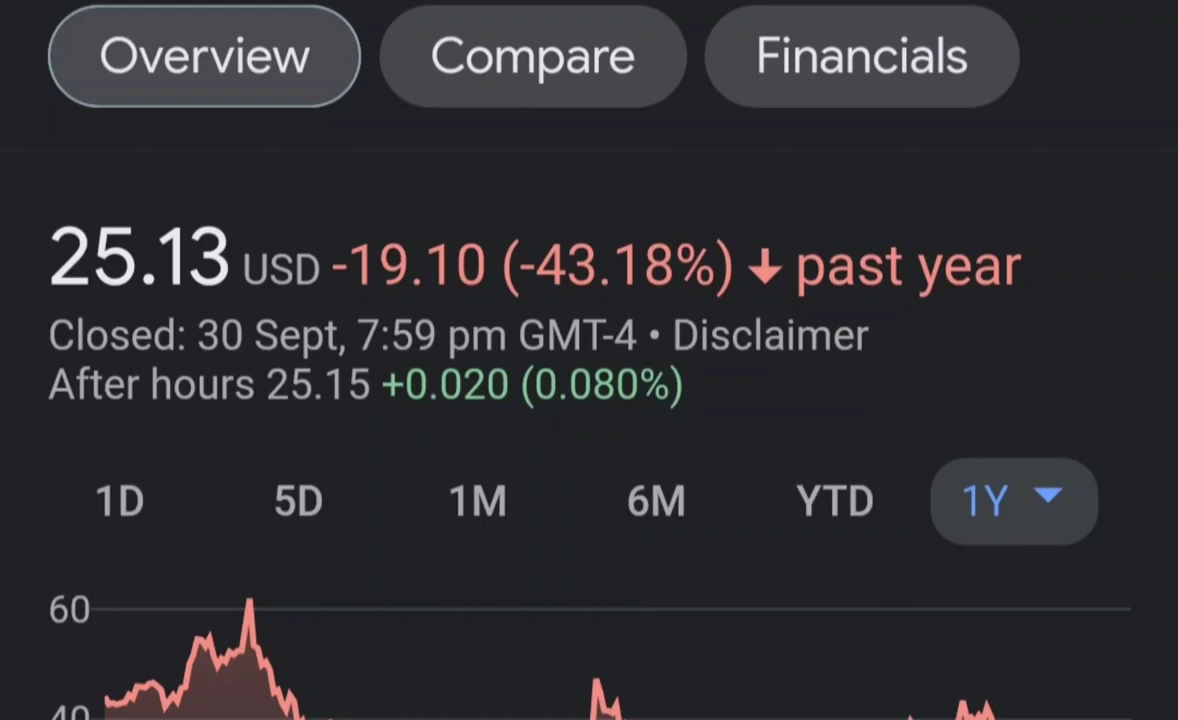 Overview Compare Financials
25.13 USD -19.10 (-43.18%) ↓ past year
Closed: 30 Sept, 7:59 pm GMT-4 • Disclaimer
After hours 25.15 +0.020 (0.080%)
1D 5D 1M 6M YTD 1Y
60
40